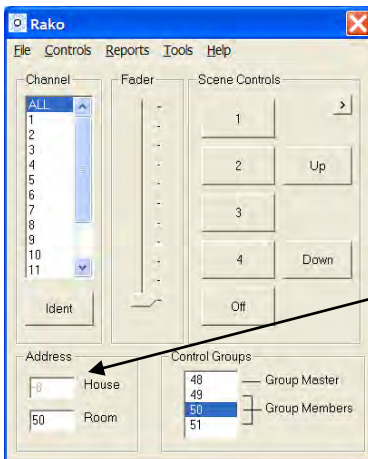 Rako
File Controls Reports Tools Help
Channel Fader Scene Controls
ALL
1
2
3
4
5
6
7
8
9
10
11
Ident
>
1
2 Up
3
4 Down
Off
Address
-8 House
50 Room
Control Groups
48 Group Master
49
50 Group Members
51